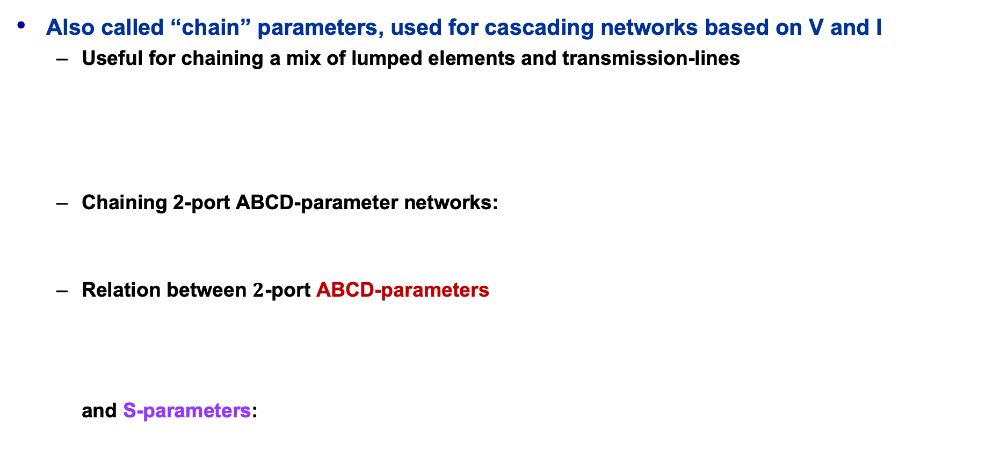 • Also called “chain” parameters, used for cascading networks based on V and I
– Useful for chaining a mix of lumped elements and transmission-lines
– Chaining 2-port ABCD-parameter networks:
– Relation between 2-port ABCD-parameters
and S-parameters: